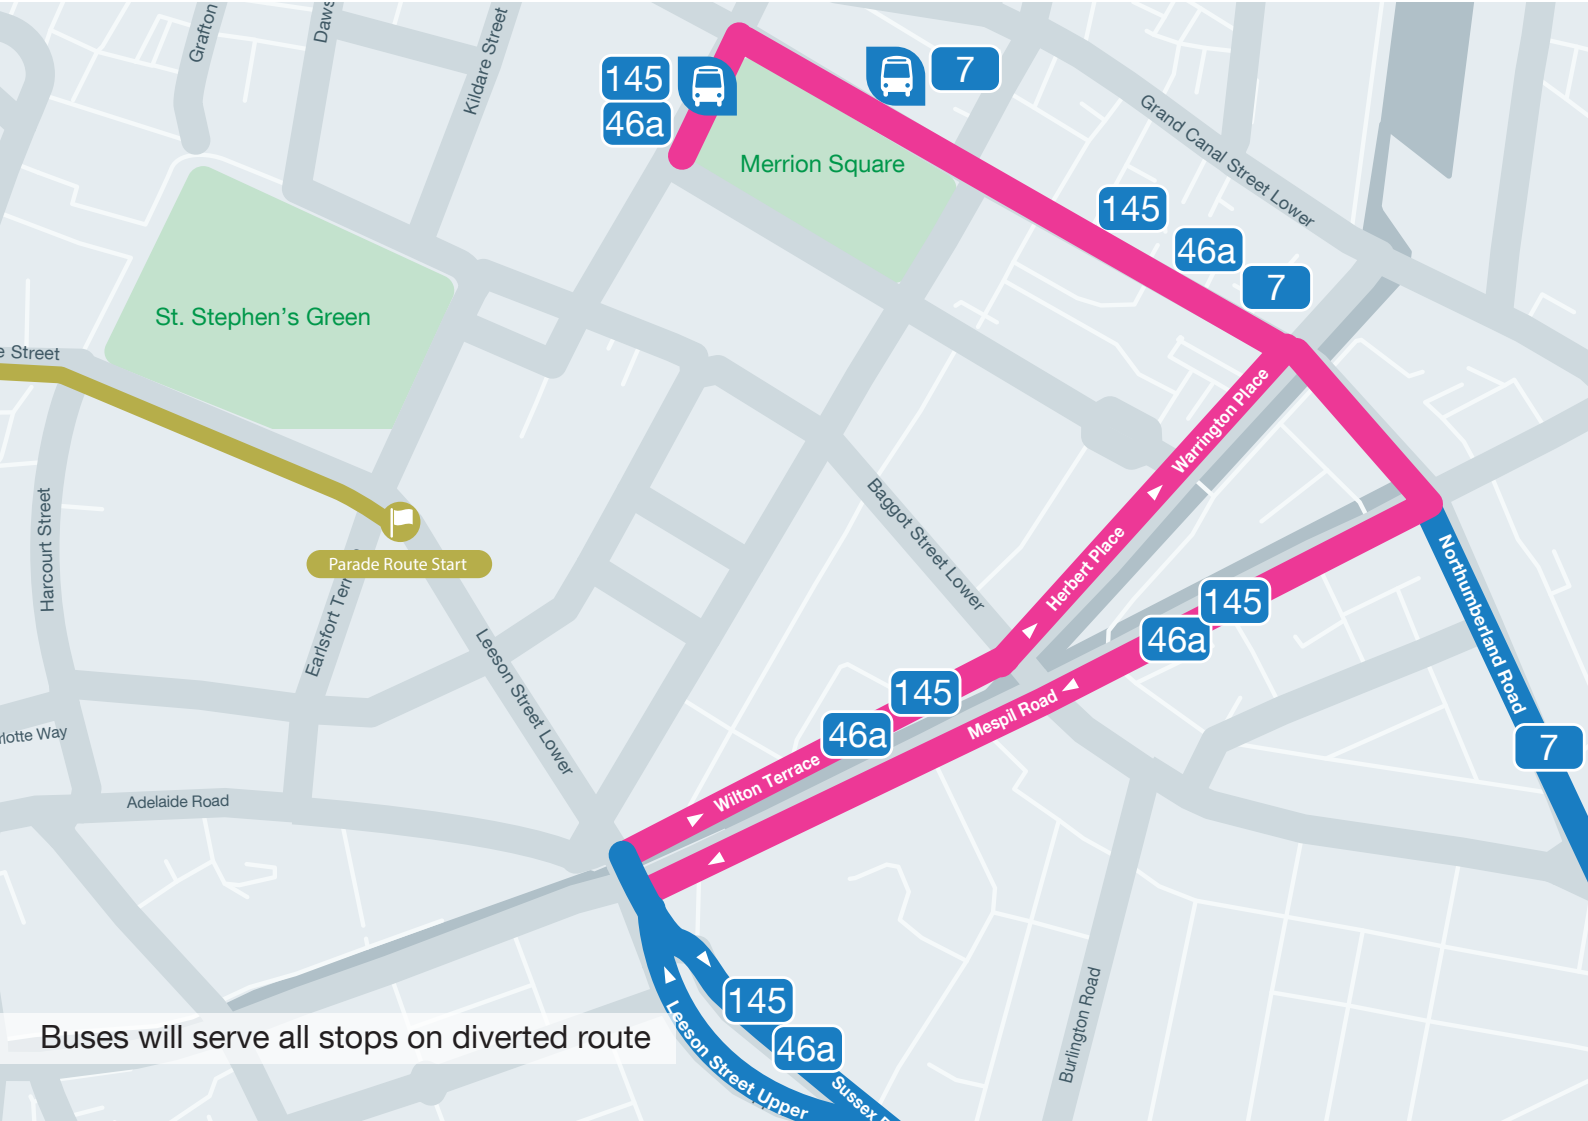 Grafton
Kildare Street
145
46a
7
Merrion Square
Grand Canal Street Lower
145
46a
7
St. Stephen's Green
Street
Warrington Place
Herbert Place
Baggot Street Lower
Harcourt Street
Parade Route Start
Earlsfort
Leeson Street Lower
Northumberland Road
145
46a
145
46a
Mespil Road
Wilton Terrace
7
Way
Adelaide Road
145
46a
Leeson Street Upper
Sussex
Burlington Road
Buses will serve all stops on diverted route